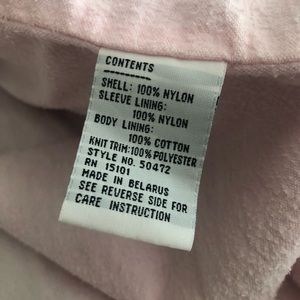 CONTENTS
SHELL: 100% NYLON
SLEEVE LINING:
100% NYLON
BODY LINING:
100% COTTON
KNIT TRIM:100% POLYESTER
STYLE NO. 50472
RN 15101
MADE IN BELARUS
SEE REVERSE SIDE FOR
CARE INSTRUCTION